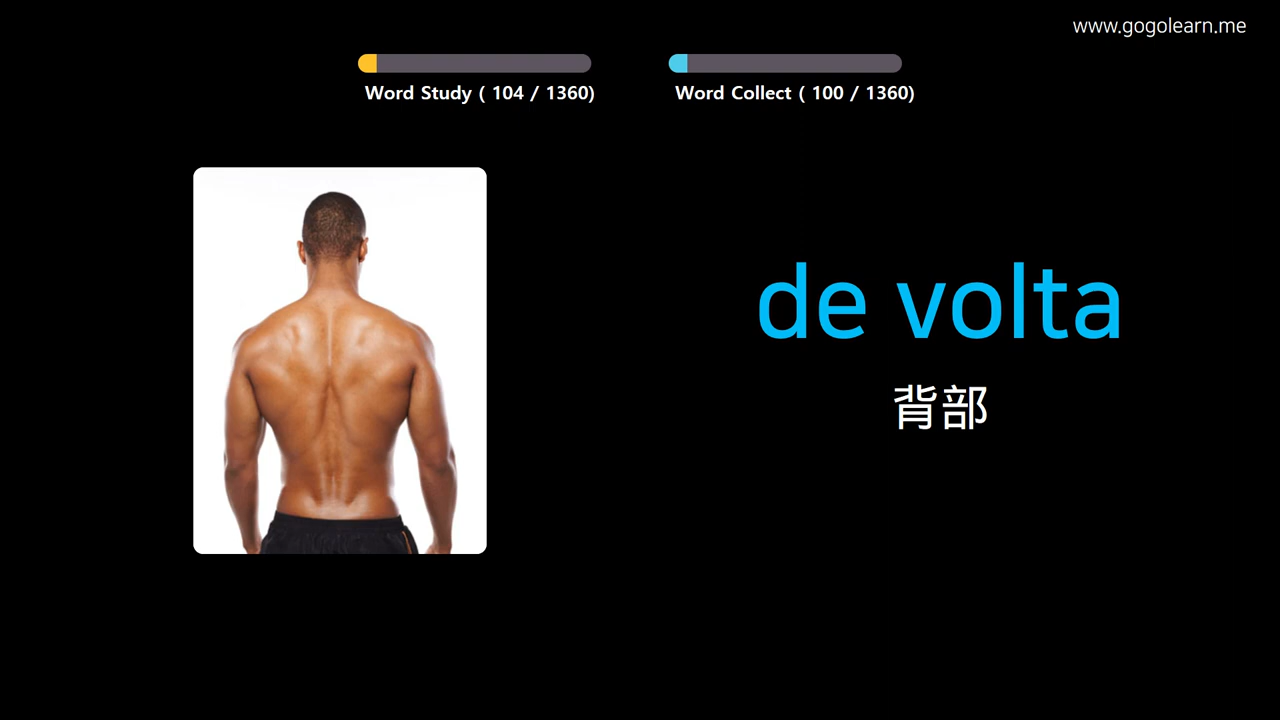 www.gogolearn.me
Word Study ( 104 / 1360)
Word Collect ( 100 / 1360)
de volta
背部